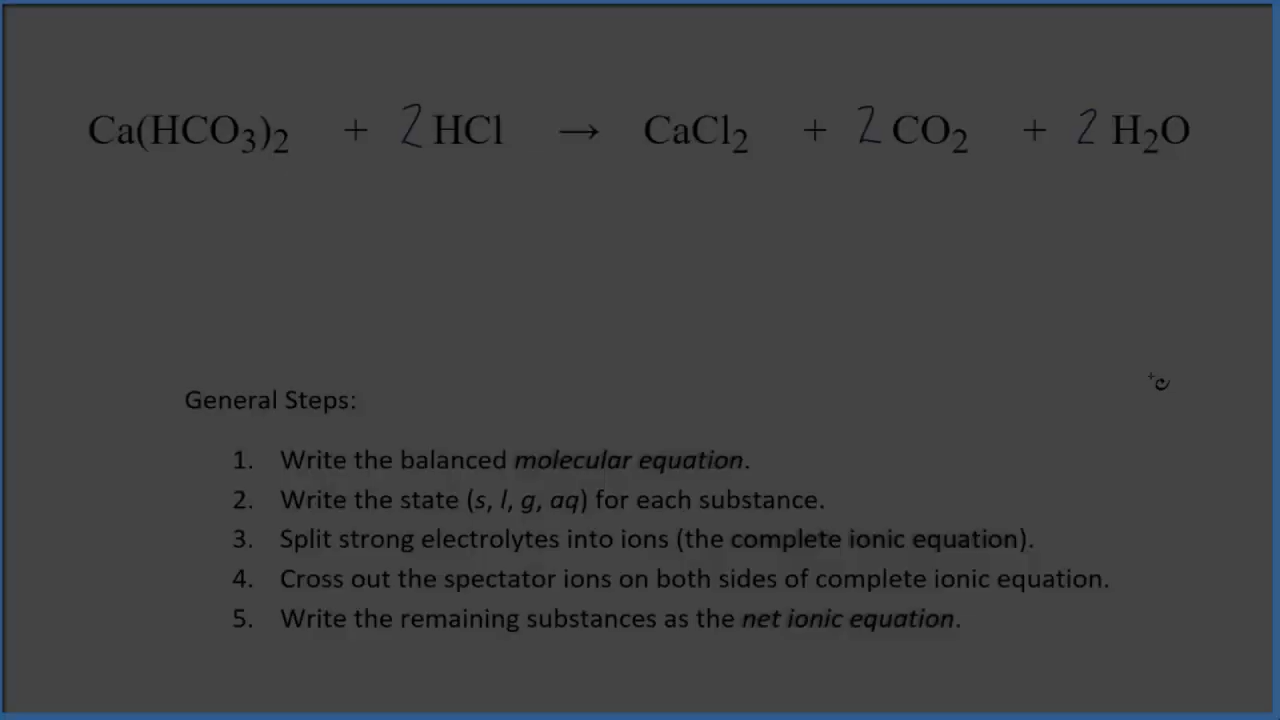 Ca(HCO3)2 + 2 HCl → CaCl2 + 2 CO2 + 2 H2O
General Steps:
1. Write the balanced molecular equation.
2. Write the state (s, l, g, aq) for each substance.
3. Split strong electrolytes into ions (the complete ionic equation).
4. Cross out the spectator ions on both sides of complete ionic equation.
5. Write the remaining substances as the net ionic equation.